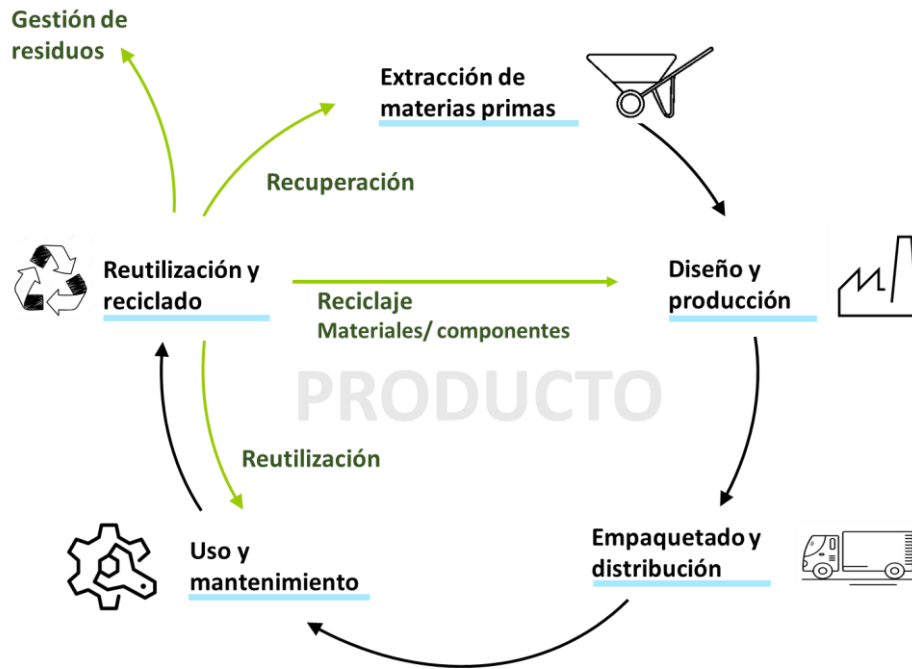 Gestión de
residuos
Extracción de
materias primas
Recuperación
Reutilización y
reciclado
Reciclaje
Materiales/ componentes
Diseño y
producción
PRODUCTO
Reutilización
Uso y
mantenimiento
Empaquetado y
distribución